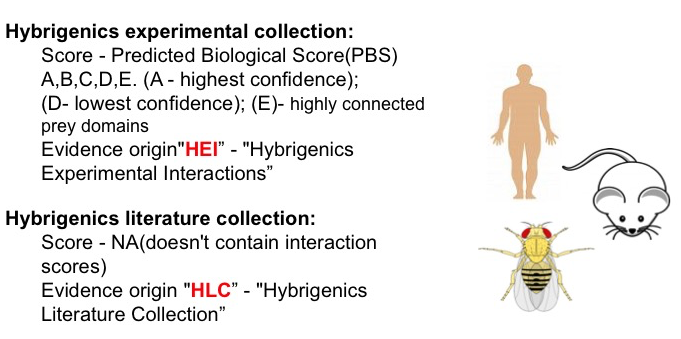 Hybrigenics experimental collection:
Score - Predicted Biological Score(PBS)
A,B,C,D,E. (A - highest confidence);
(D- lowest confidence); (E)- highly connected
prey domains
Evidence origin"HEI” - "Hybrigenics
Experimental Interactions”
Hybrigenics literature collection:
Score - NA(doesn't contain interaction
scores)
Evidence origin "HLC” - "Hybrigenics
Literature Collection”